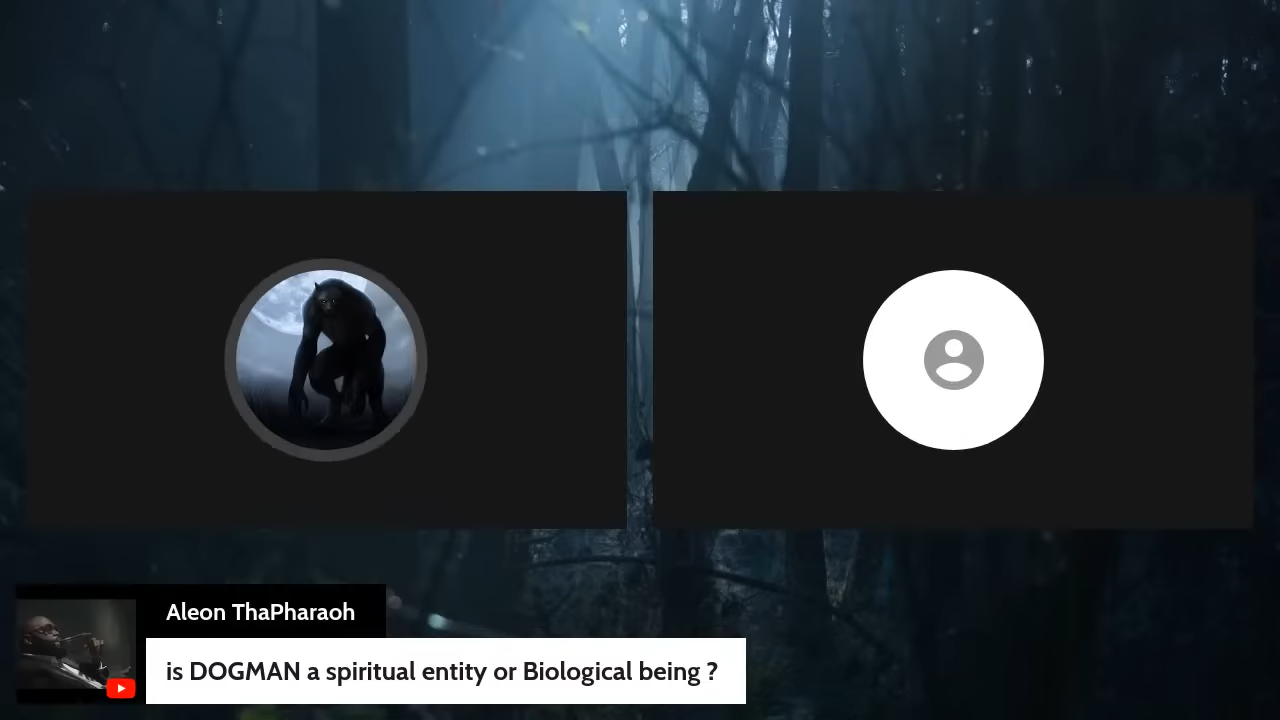 Aleon ThaPharaoh
is DOGMAN a spiritual entity or Biological being ?